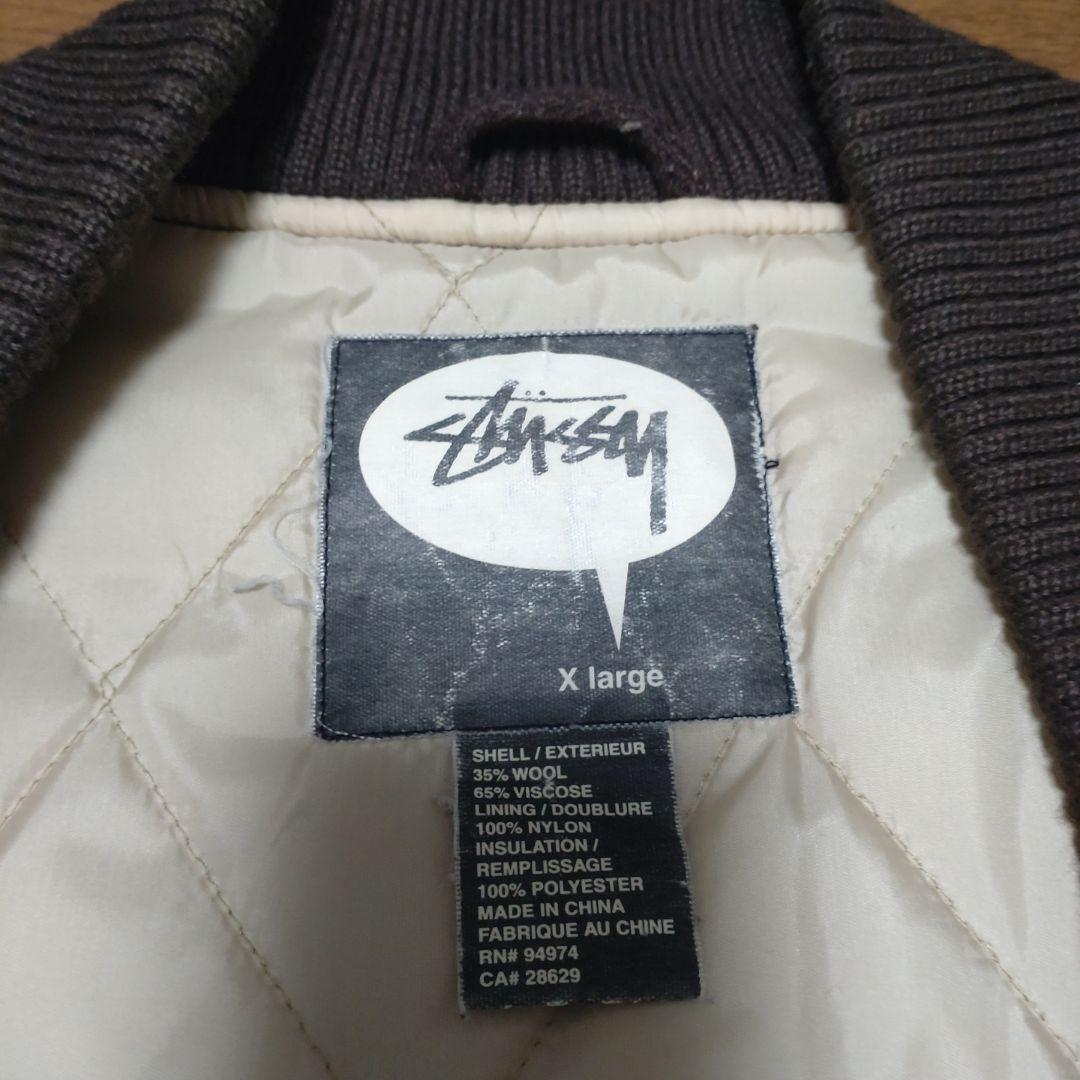 Stüssy
X large
SHELL / EXTERIEUR
35% WOOL
65% VISCOSE
LINING / DOUBLURE
100% NYLON
INSULATION /
REMPLISSAGE
100% POLYESTER
MADE IN CHINA
FABRIQUE AU CHINE
RN# 94974
CA# 28629